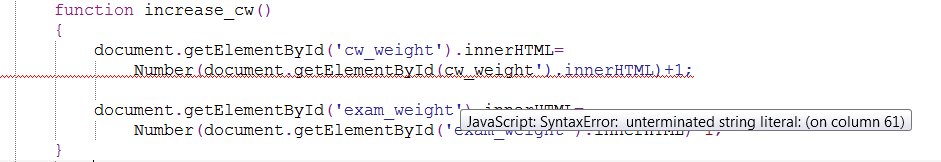 function increase_cw()
{
document.getElementById('cw_weight').innerHTML=
Number(document.getElementById(cw_weight').innerHTML)+1;
document.getElementById('exam_weight').innerHTML=
JavaScript: SyntaxError: unterminated string literal: (on column 61)
Number(document.getElementById('exam_weight').innerHTML)-1;
}